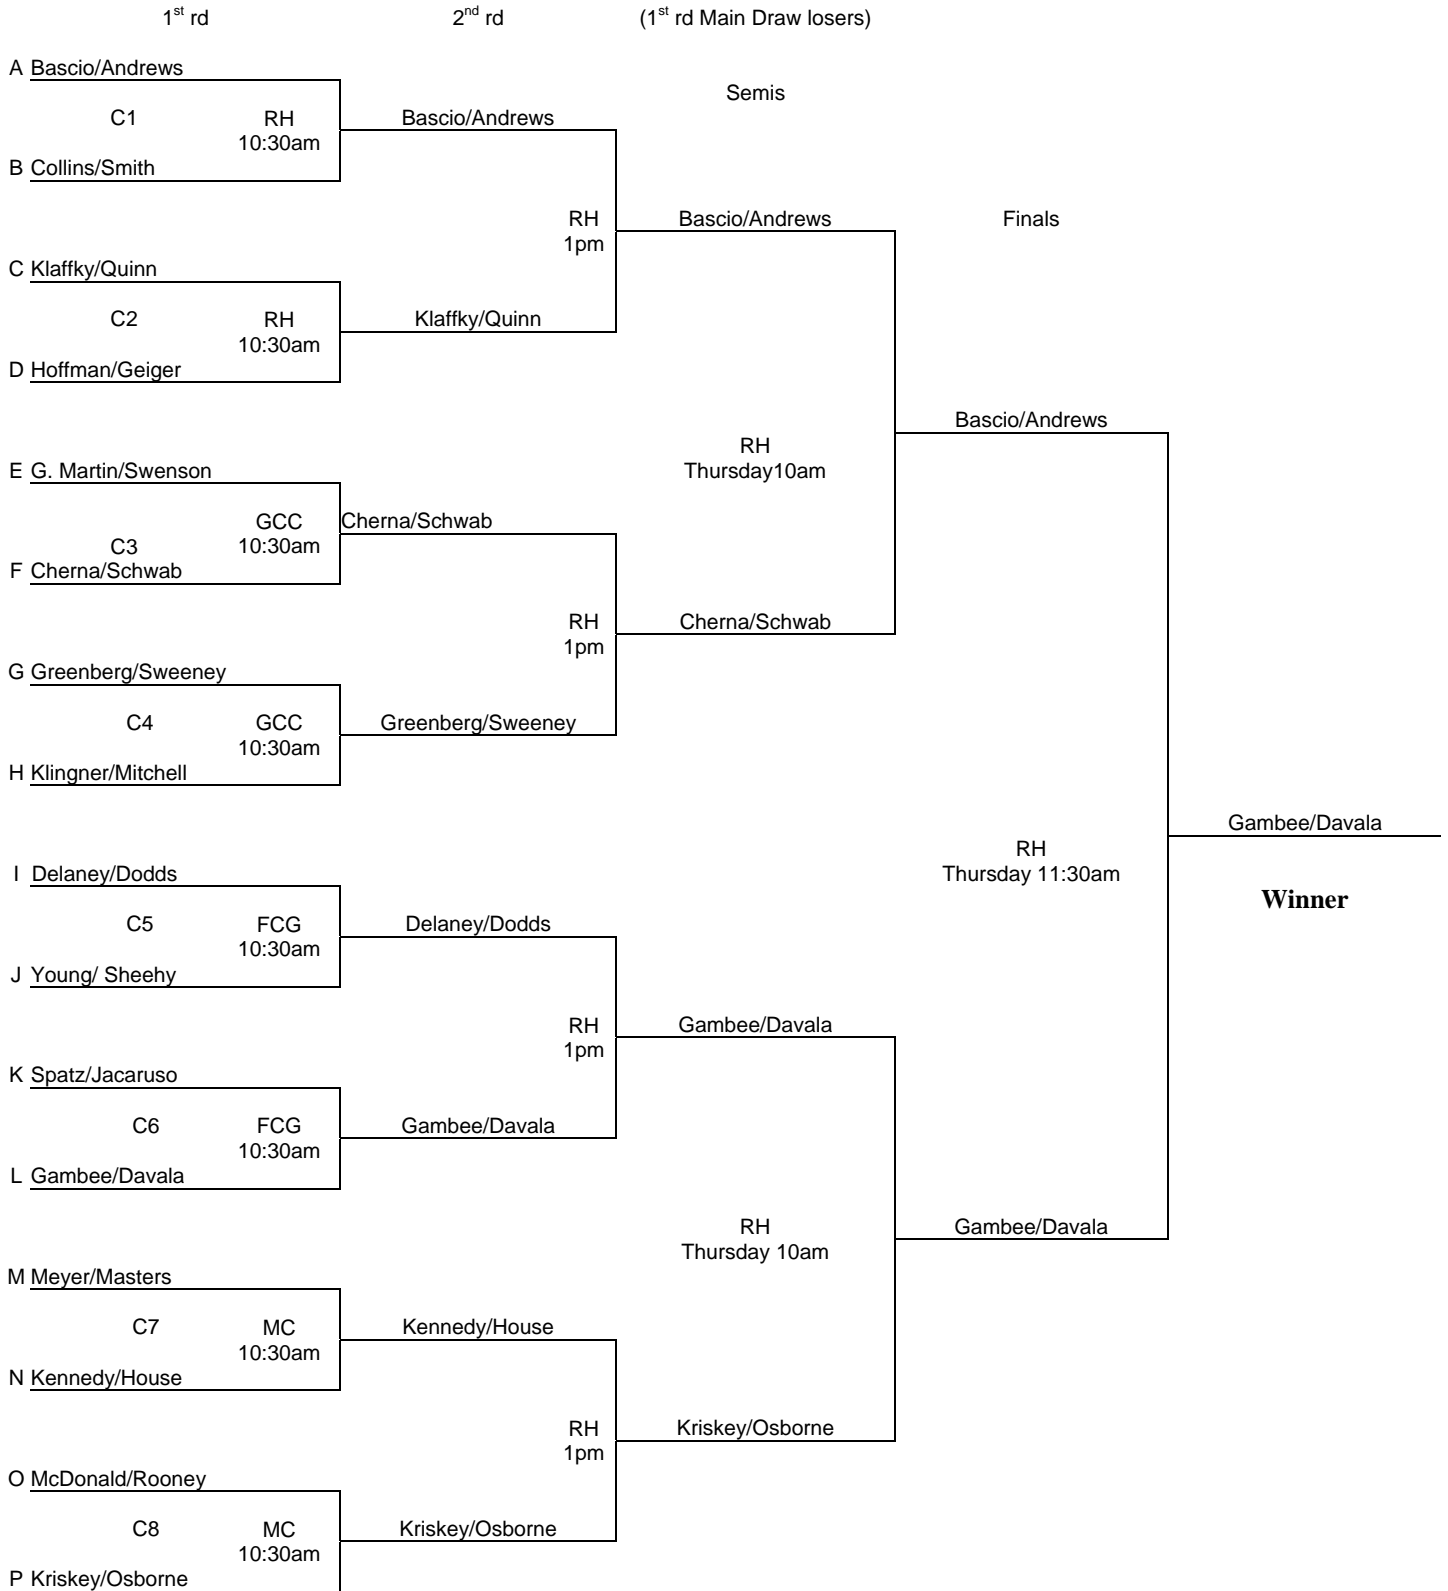 1st rd 2nd rd (1st rd Main Draw losers)
A Bascio/Andrews
Semis
C1 RH Bascio/Andrews
10:30am
B Collins/Smith
RH Bascio/Andrews Finals
1pm
C Klaffky/Quinn
C2 RH Klaffky/Quinn
10:30am
D Hoffman/Geiger
Bascio/Andrews
RH
E G. Martin/Swenson Thursday10am
GCC Cherna/Schwab
C3 10:30am
F Cherna/Schwab
RH Cherna/Schwab
1pm
G Greenberg/Sweeney
C4 GCC Greenberg/Sweeney
10:30am
H Klingner/Mitchell
Gambee/Davala
RH
I Delaney/Dodds Thursday 11:30am
Winner
C5 FCG Delaney/Dodds
10:30am
J Young/ Sheehy
RH Gambee/Davala
1pm
K Spatz/Jacaruso
C6 FCG Gambee/Davala
10:30am
L Gambee/Davala
RH Gambee/Davala
Thursday 10am
M Meyer/Masters
C7 MC Kennedy/House
10:30am
N Kennedy/House
RH Kriskey/Osborne
1pm
O McDonald/Rooney
C8 MC Kriskey/Osborne
10:30am
P Kriskey/Osborne